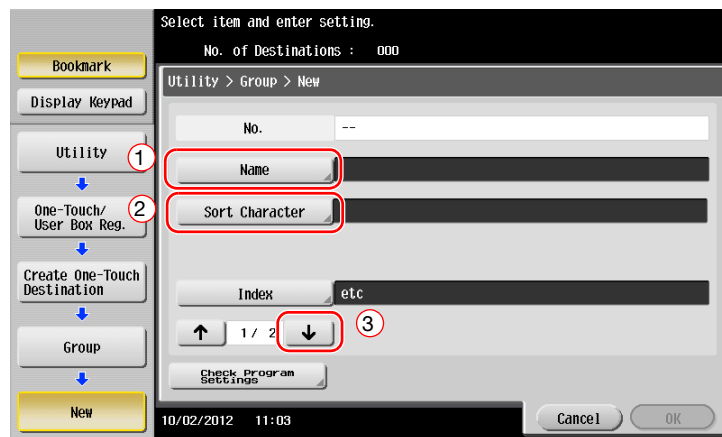 Select item and enter setting.
No. of Destinations : 000
Bookmark
Display Keypad
Utility
One-Touch/
User Box Reg.
Create One-Touch
Destination
Group
New
Utility > Group > New
No. --
1
Name
2
Sort Character
Index etc
↑ 1/ 2 ↓ 3
Check Program
Settings
10/02/2012 11:03
Cancel OK